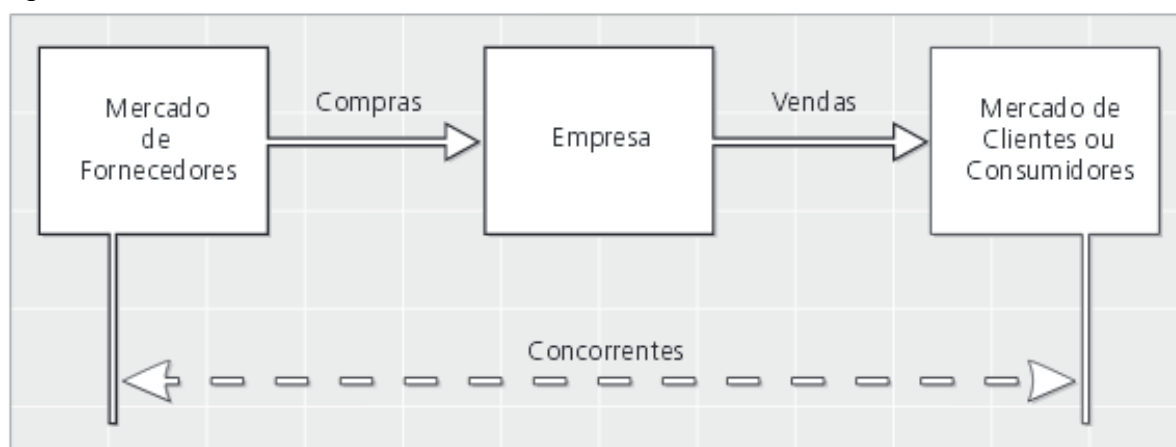 Mercado
de
Fornecedores
Compras
Empresa
Vendas
Mercado de
Clientes ou
Consumidores
Concorrentes